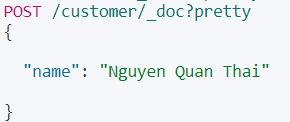 POST /customer/_doc?pretty
{
"name": "Nguyen Quan Thai"
}